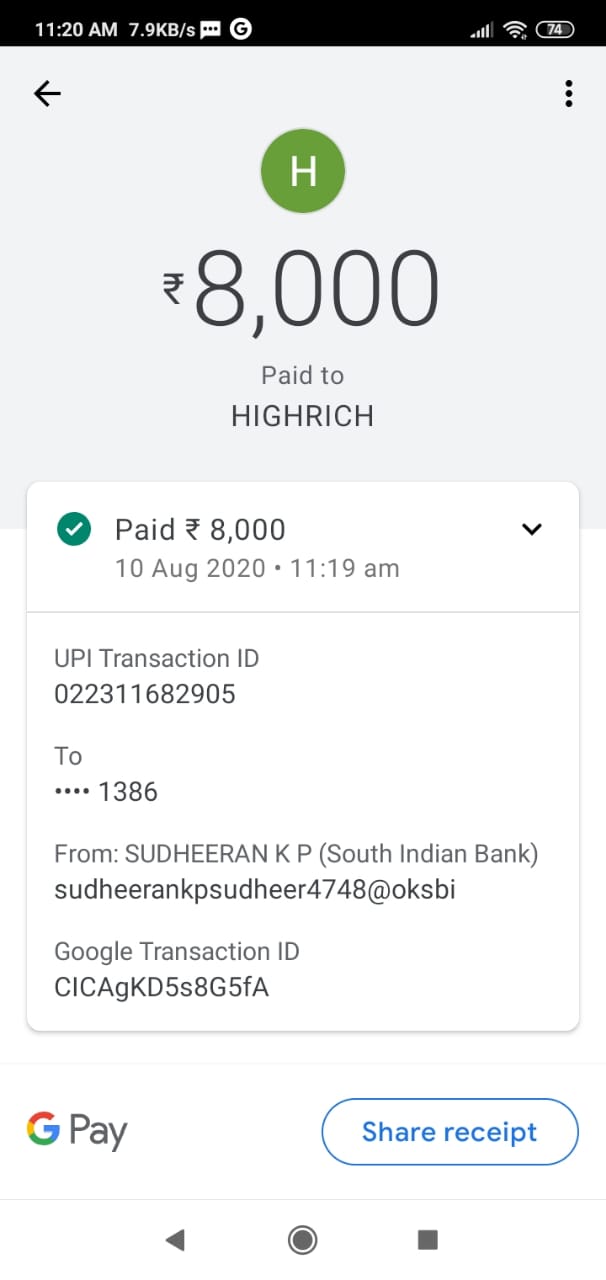 11:20 AM 7.9KB/s G 74
H
₹8,000
Paid to
HIGHRICH
Paid ₹ 8,000
10 Aug 2020 • 11:19 am
UPI Transaction ID
022311682905
To
•••• 1386
From: SUDHEERAN K P (South Indian Bank)
sudheerankpsudheer4748@oksbi
Google Transaction ID
CICAgKD5s8G5fA
G Pay
Share receipt